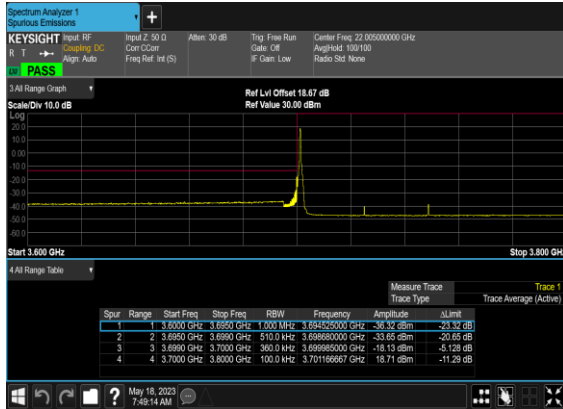 Spectrum Analyzer 1
Spurious Emissions
KEYSIGHT Input: RF Input Z: 50 Ω Atten: 30 dB Trig: Free Run Center Freq: 22.005000000 GHz
R T Coupling: DC Corr CCorr Gate: Off Avg|Hold: 100/100
Align: Auto Freq Ref: Int (S) IF Gain: Low Radio Std: None
PASS
3 All Range Graph
Ref Lvl Offset 18.67 dB
Scale/Div 10.0 dB Ref Value 30.00 dBm
Log
20.0
10.0
0.00
-10.0
-20.0
-30.0
-40.0
-50.0
-60.0
Start 3.600 GHz Stop 3.800 GHz
4 All Range Table
Measure Trace Trace 1
Trace Type Trace Average (Active)
Spur Range Start Freq Stop Freq RBW Frequency Amplitude ΔLimit
1 1 3.6000 GHz 3.6950 GHz 1.000 MHz 3.694525000 GHz -36.32 dBm -23.32 dB
2 2 3.6950 GHz 3.6990 GHz 510.0 kHz 3.698680000 GHz -33.65 dBm -20.65 dB
3 3 3.6990 GHz 3.7000 GHz 360.0 kHz 3.699985000 GHz -18.13 dBm -5.128 dB
4 4 3.7000 GHz 3.8000 GHz 100.0 kHz 3.701166667 GHz 18.71 dBm -11.29 dB
May 18, 2023
7:49:14 AM